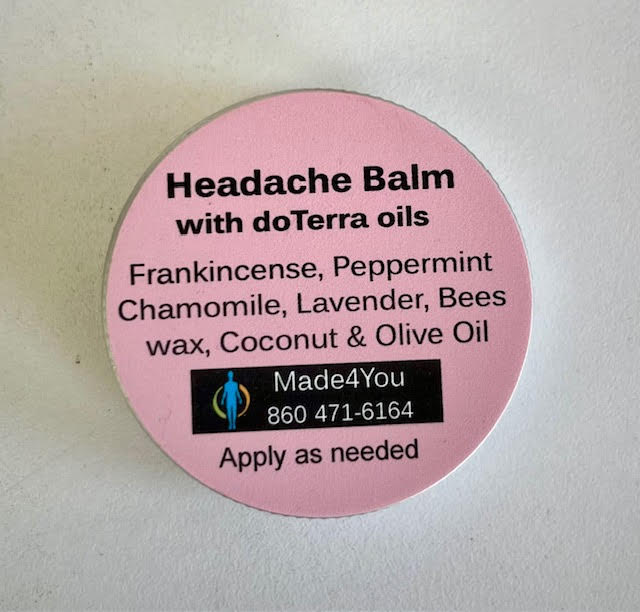 Headache Balm
with doTerra oils
Frankincense, Peppermint
Chamomile, Lavender, Bees
wax, Coconut & Olive Oil
Made4You
860 471-6164
Apply as needed